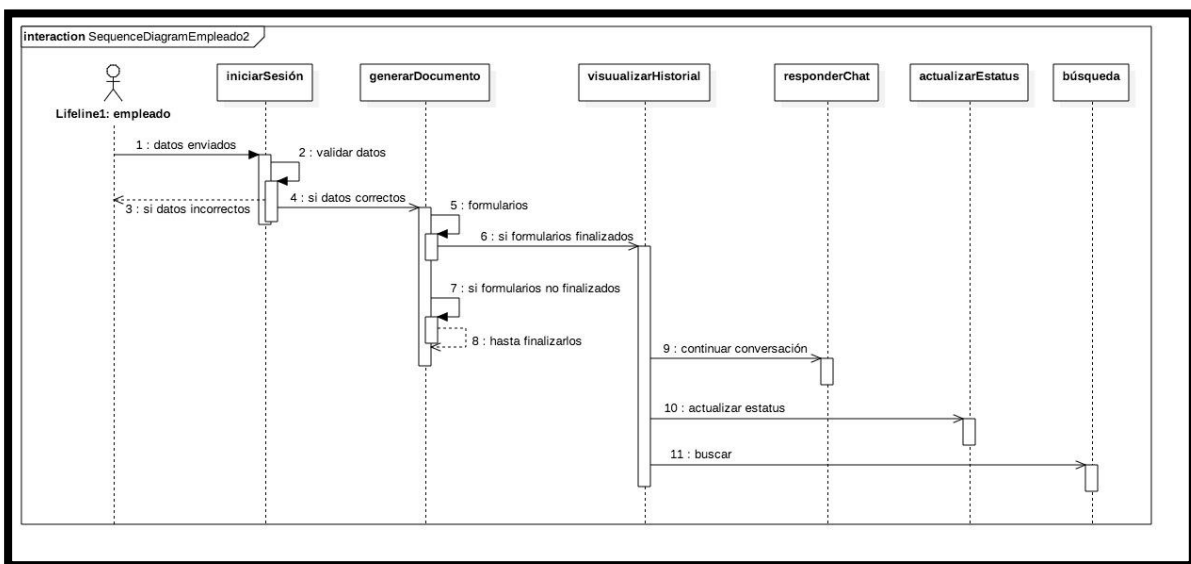 interaction SequenceDiagramEmpleado2
iniciarSesión
generarDocumento
visuualizarHistorial
responderChat
actualizarEstatus
búsqueda
Lifeline1: empleado
1 : datos enviados
2 : validar datos
3 : si datos incorrectos
4 : si datos correctos
5 : formularios
6 : si formularios finalizados
7 : si formularios no finalizados
8 : hasta finalizarlos
9 : continuar conversación
10 : actualizar estatus
11 : buscar